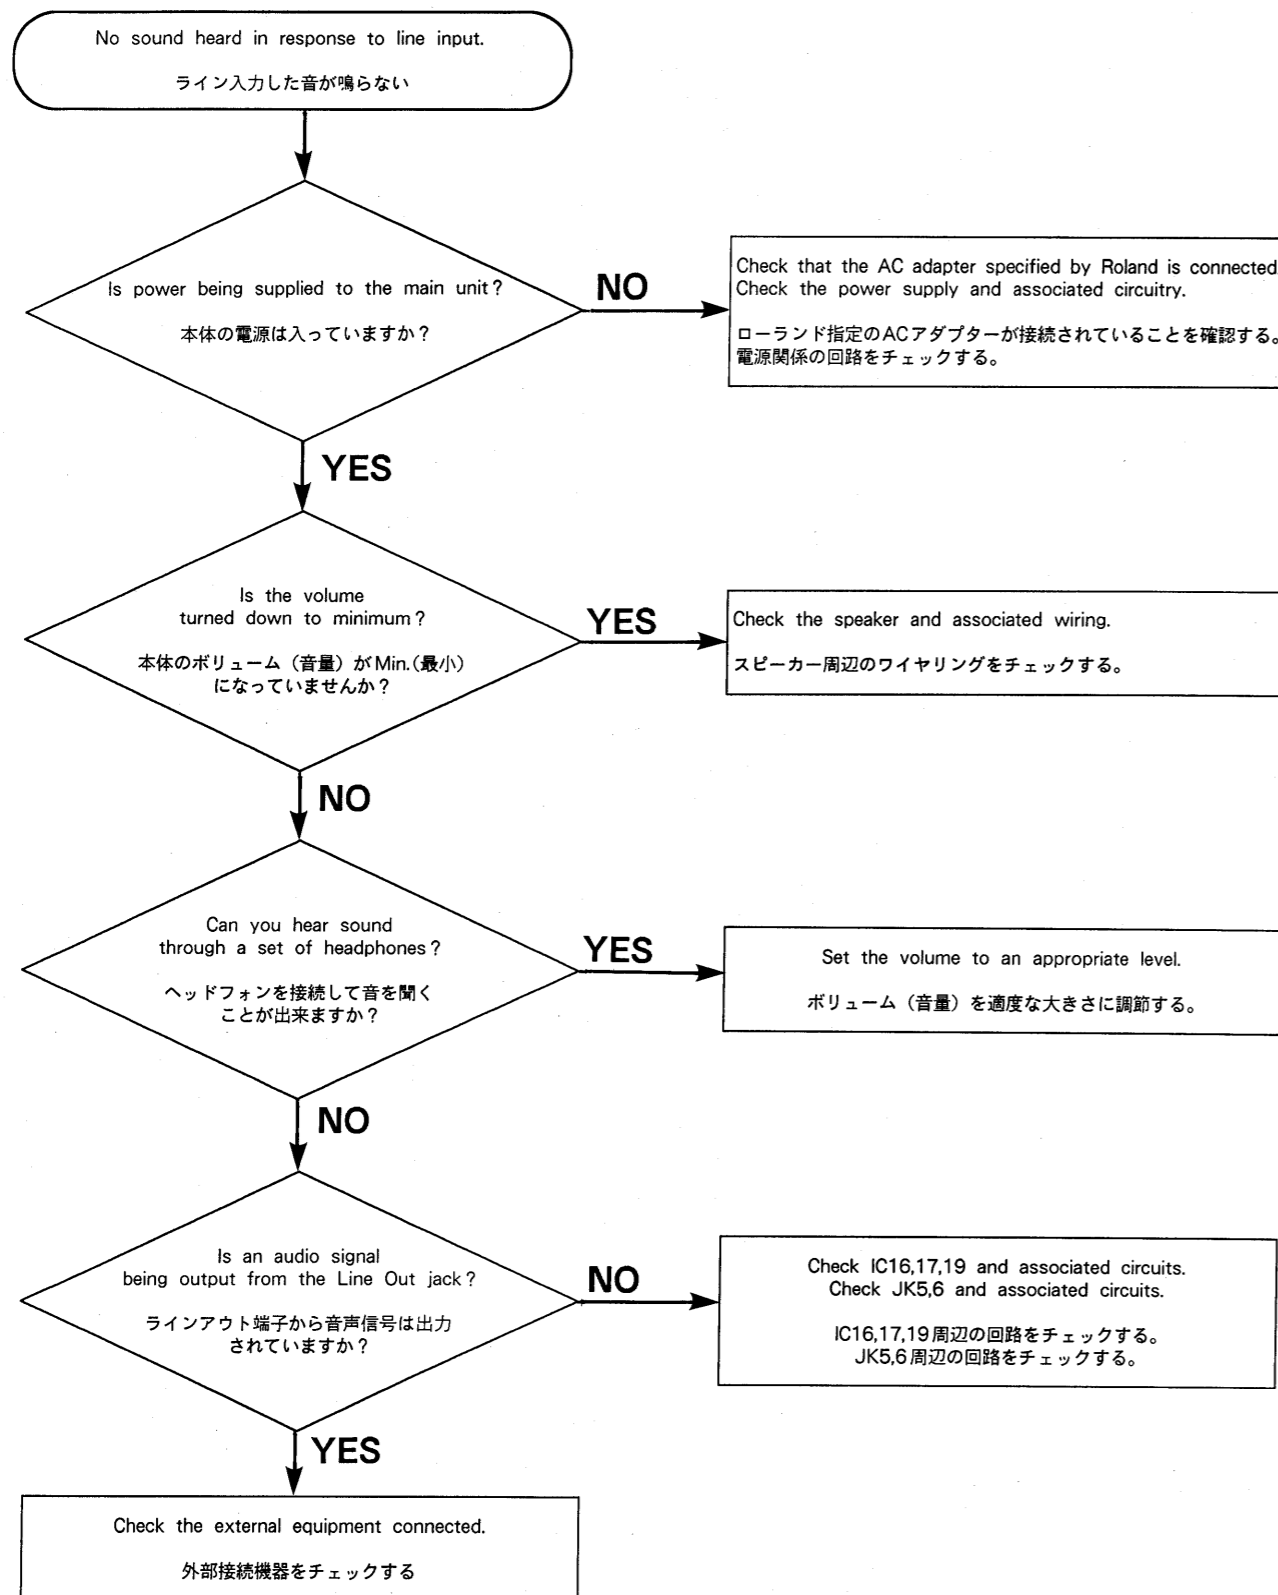 No sound heard in response to line input.
ライン入力した音が鳴らない
Is power being supplied to the main unit?
本体の電源は入っていますか？
NO
Check that the AC adapter specified by Roland is connected.
Check the power supply and associated circuitry.
ローランド指定のACアダプターが接続されていることを確認する。
電源関係の回路をチェックする。
YES
Is the volume
turned down to minimum?
本体のボリューム（音量）がMin.(最小)
になっていませんか？
YES
Check the speaker and associated wiring.
スピーカー周辺のワイヤリングをチェックする。
NO
Can you hear sound
through a set of headphones?
ヘッドフォンを接続して音を聞く
ことが出来ますか？
YES
Set the volume to an appropriate level.
ボリューム（音量）を適度な大きさに調節する。
NO
Is an audio signal
being output from the Line Out jack?
ラインアウト端子から音声信号は出力
されていますか？
NO
Check IC16,17,19 and associated circuits.
Check JK5,6 and associated circuits.
IC16,17,19周辺の回路をチェックする。
JK5,6周辺の回路をチェックする。
YES
Check the external equipment connected.
外部接続機器をチェックする